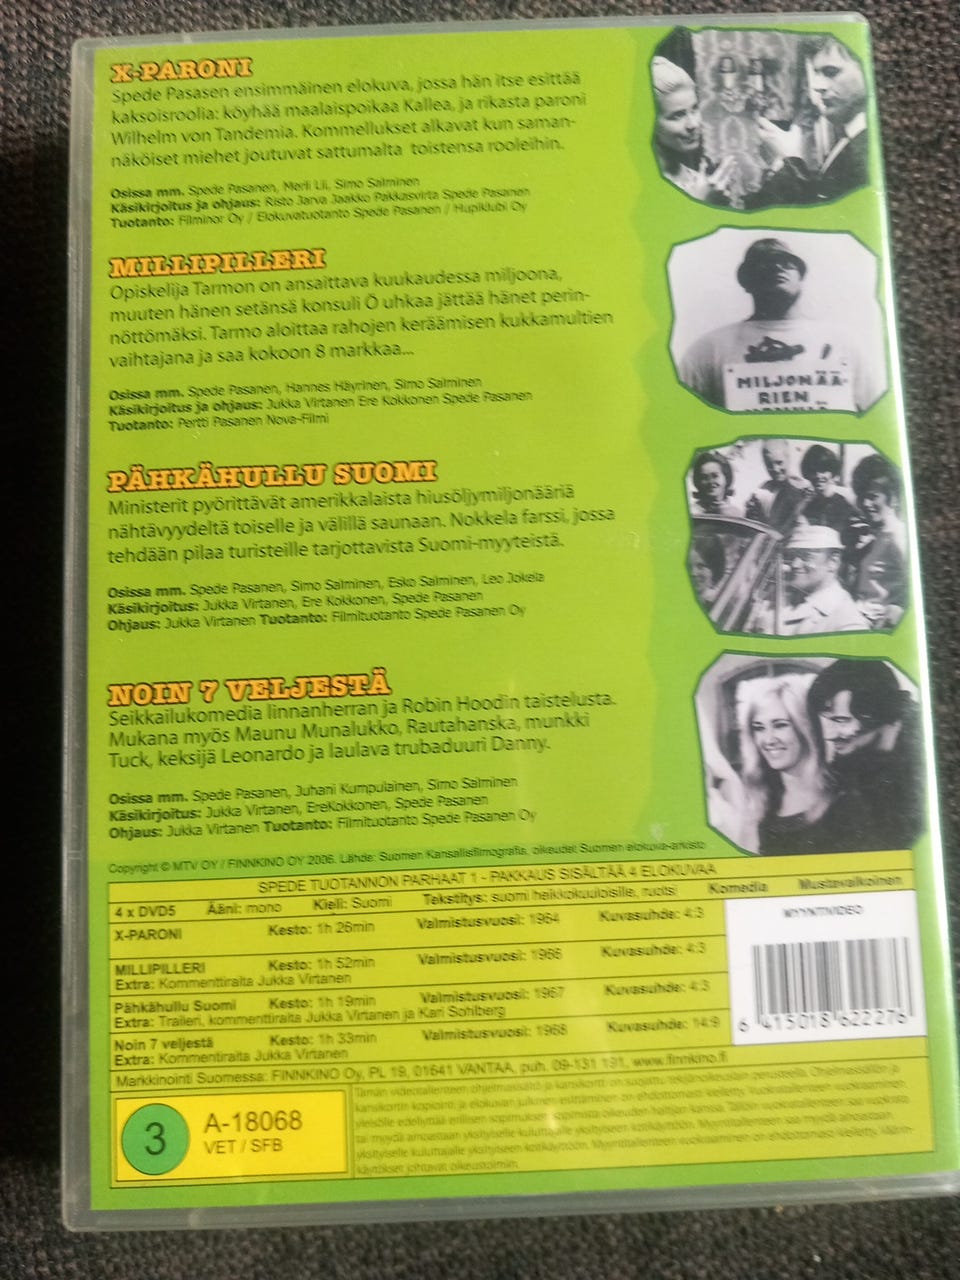 X-PARONI
Spede Pasasen ensimmäinen elokuva, jossa hän itse esittää
kaksoisroolia: köyhää maalaispoikaa Kallea, ja rikasta paroni
Wilhelm von Tandemia. Kommellukset alkavat kun saman-
näköiset miehet joutuvat sattumalta toistensa rooleihin.
Osissa mm. Spede Pasanen, Merli Lii, Simo Salminen
Käsikirjoitus ja ohjaus: Risto Jarva Jaakko Pakkasvirta Spede Pasanen
Tuotanto: Filminor Oy / Elokuvatuotanto Spede Pasanen / Hupiklubi Oy
MILLIPILLERI
Opiskelija Tarmon on ansaittava kuukaudessa miljoona,
muuten hänen setänsä konsuli Ö uhkaa jättää hänet perin-
nöttömäksi. Tarmo aloittaa rahojen keräämisen kukkamultien
vaihtajana ja saa kokoon 8 markkaa...
Osissa mm. Spede Pasanen, Hannes Häyrinen, Simo Salminen
Käsikirjoitus ja ohjaus: Jukka Virtanen Ere Kokkonen Spede Pasanen
Tuotanto: Pertti Pasanen Nova-Filmi
MILJONÄÄ-
RIEN
PÄHKÄHULLU SUOMI
Ministerit pyörittävät amerikkalaista hiusöljymiljonääriä
nähtävyydeltä toiselle ja välillä saunaan. Nokkela farssi, jossa
tehdään pilaa turisteille tarjottavista Suomi-myyteistä.
Osissa mm. Spede Pasanen, Simo Salminen, Esko Salminen, Leo Jokela
Käsikirjoitus: Jukka Virtanen, Ere Kokkonen, Spede Pasanen
Ohjaus: Jukka Virtanen Tuotanto: Filmituotanto Spede Pasanen Oy
NOIN 7 VELJESTÄ
Seikkailukomedia linnanherran ja Robin Hoodin taistelusta.
Mukana myös Maunu Munalukko, Rautahanska, munkki
Tuck, keksijä Leonardo ja laulava trubaduuri Danny.
Osissa mm. Spede Pasanen, Juhani Kumpulainen, Simo Salminen
Käsikirjoitus: Jukka Virtanen, EreKokkonen, Spede Pasanen
Ohjaus: Jukka Virtanen Tuotanto: Filmituotanto Spede Pasanen Oy
Copyright © MTV OY / FINNKINO OY 2006. Lähde: Suomen Kansallisfilmografia, oikeudet Suomen elokuva-arkisto
SPEDE TUOTANNON PARHAAT 1 - PAKKAUS SISÄLTÄÄ 4 ELOKUVAA
4 x DVD5 Ääni: mono Kieli: Suomi Tekstitys: suomi heikkokuuloisille, ruotsi Komedia Mustavalkoinen
X-PARONI Kesto: 1h 26min Valmistusvuosi: 1964 Kuvasuhde: 4:3
MILLIPILLERI Kesto: 1h 52min Valmistusvuosi: 1966 Kuvasuhde: 4:3
Extra: Kommenttiraita Jukka Virtanen
Pähkähullu Suomi Kesto: 1h 19min Valmistusvuosi: 1967 Kuvasuhde: 4:3
Extra: Traileri, kommenttiraita Jukka Virtanen ja Kari Sohlberg
Noin 7 veljestä Kesto: 1h 33min Valmistusvuosi: 1968 Kuvasuhde: 14:9
Extra: Kommentiraita Jukka Virtanen
MYYNTIVIDEO
6 415018 622276
Markkinointi Suomessa: FINNKINO Oy, PL 19, 01641 VANTAA, puh. 09-131 191, www.finnkino.fi
3
A-18068
VET / SFB